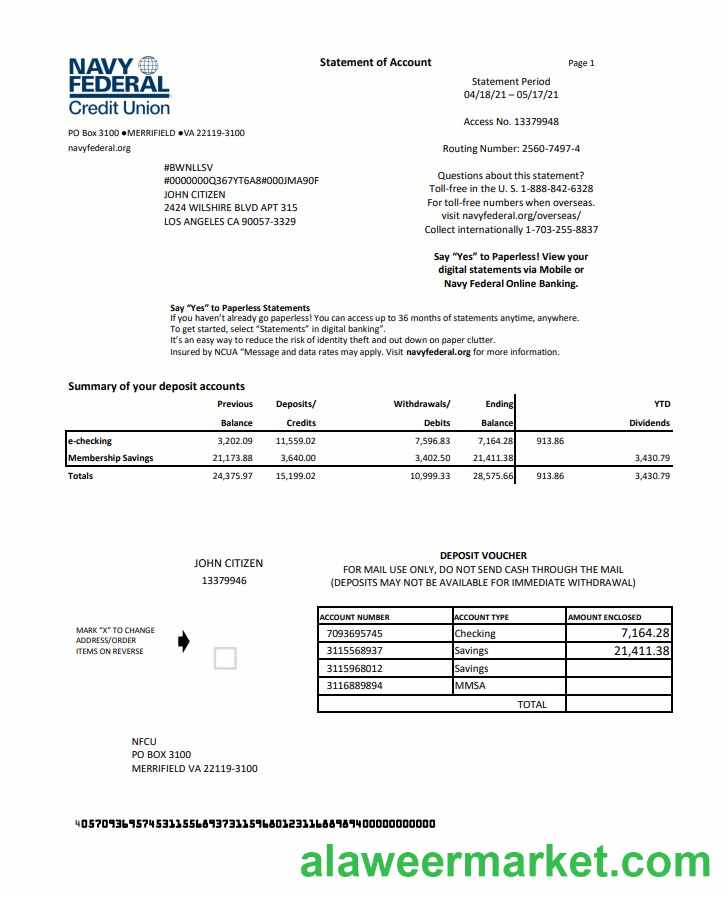 NAVY
FEDERAL
Credit Union
Statement of Account
Page 1
Statement Period
04/18/21 – 05/17/21
Access No. 13379948
Routing Number: 2560-7497-4
Questions about this statement?
Toll-free in the U. S. 1-888-842-6328
For toll-free numbers when overseas.
visit navyfederal.org/overseas/
Collect internationally 1-703-255-8837
Say “Yes” to Paperless! View your
digital statements via Mobile or
Navy Federal Online Banking.
PO Box 3100 ●MERRIFIELD ●VA 22119-3100
navyfederal.org
#BWNLLSV
#0000000Q367YT6A8#000JMA90F
JOHN CITIZEN
2424 WILSHIRE BLVD APT 315
LOS ANGELES CA 90057-3329
Say “Yes” to Paperless Statements
If you haven’t already go paperless! You can access up to 36 months of statements anytime, anywhere.
To get started, select “Statements” in digital banking”.
It’s an easy way to reduce the risk of identity theft and out down on paper clutter.
Insured by NCUA “Message and data rates may apply. Visit navyfederal.org for more information.
Summary of your deposit accounts
Previous Deposits/ Withdrawals/ Ending YTD
Balance Credits Debits Balance Dividends
e-checking 3,202.09 11,559.02 7,596.83 7,164.28 913.86
Membership Savings 21,173.88 3,640.00 3,402.50 21,411.38 3,430.79
Totals 24,375.97 15,199.02 10,999.33 28,575.66 913.86 3,430.79
JOHN CITIZEN
13379946
DEPOSIT VOUCHER
FOR MAIL USE ONLY, DO NOT SEND CASH THROUGH THE MAIL
(DEPOSITS MAY NOT BE AVAILABLE FOR IMMEDIATE WITHDRAWAL)
MARK “X” TO CHANGE
ADDRESS/ORDER
ITEMS ON REVERSE
ACCOUNT NUMBER ACCOUNT TYPE AMOUNT ENCLOSED
7093695745 Checking 7,164.28
3115568937 Savings 21,411.38
3115968012 Savings
3116889894 MMSA
TOTAL
NFCU
PO BOX 3100
MERRIFIELD VA 22119-3100
405709369574531155689373115968012311688989400000000000
alaweermarket.com